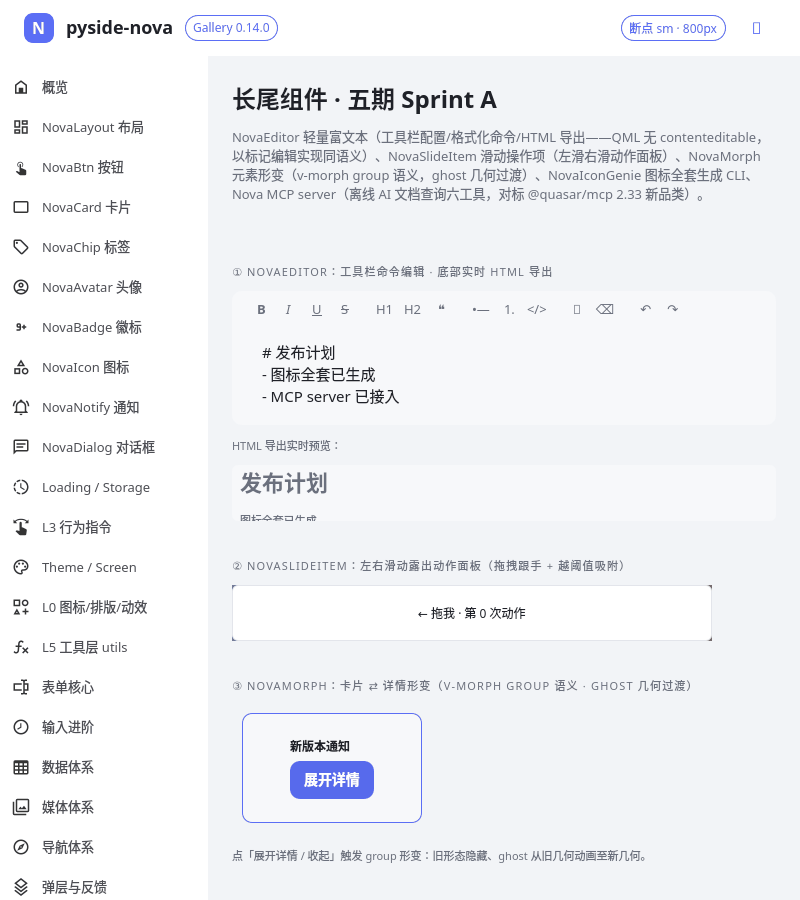 N pyside-nova Gallery 0.14.0 断点 sm · 800px
概览
NovaLayout 布局
NovaBtn 按钮
NovaCard 卡片
NovaChip 标签
NovaAvatar 头像
NovaBadge 徽标
NovaIcon 图标
NovaNotify 通知
NovaDialog 对话框
Loading / Storage
L3 行为指令
Theme / Screen
L0 图标/排版/动效
L5 工具层 utils
表单核心
输入进阶
数据体系
媒体体系
导航体系
弹层与反馈
长尾组件 · 五期 Sprint A
NovaEditor 轻量富文本（工具栏配置/格式化命令/HTML 导出——QML 无 contenteditable，
以标记编辑实现同语义）、NovaSlideItem 滑动操作项（左滑右滑动作面板）、NovaMorph
元素形变（v-morph group 语义，ghost 几何过渡）、NovaIconGenie 图标全套生成 CLI、
Nova MCP server（离线 AI 文档查询六工具，对标 @quasar/mcp 2.33 新品类）。
① NOVAEDITOR：工具栏命令编辑 · 底部实时 HTML 导出
B I U S H1 H2 ❝ •— 1. </> ⌫ ↶ ↷
# 发布计划
- 图标全套已生成
- MCP server 已接入
HTML 导出实时预览：
发布计划
图标全套已生成
② NOVASLIDEITEM：左右滑动露出动作面板（拖拽跟手 + 越阈值吸附）
← 拖我 · 第 0 次动作
③ NOVAMORPH：卡片 ⇄ 详情形变（V-MORPH GROUP 语义 · GHOST 几何过渡）
新版本通知
展开详情
点「展开详情 / 收起」触发 group 形变：旧形态隐藏、ghost 从旧几何动画至新几何。